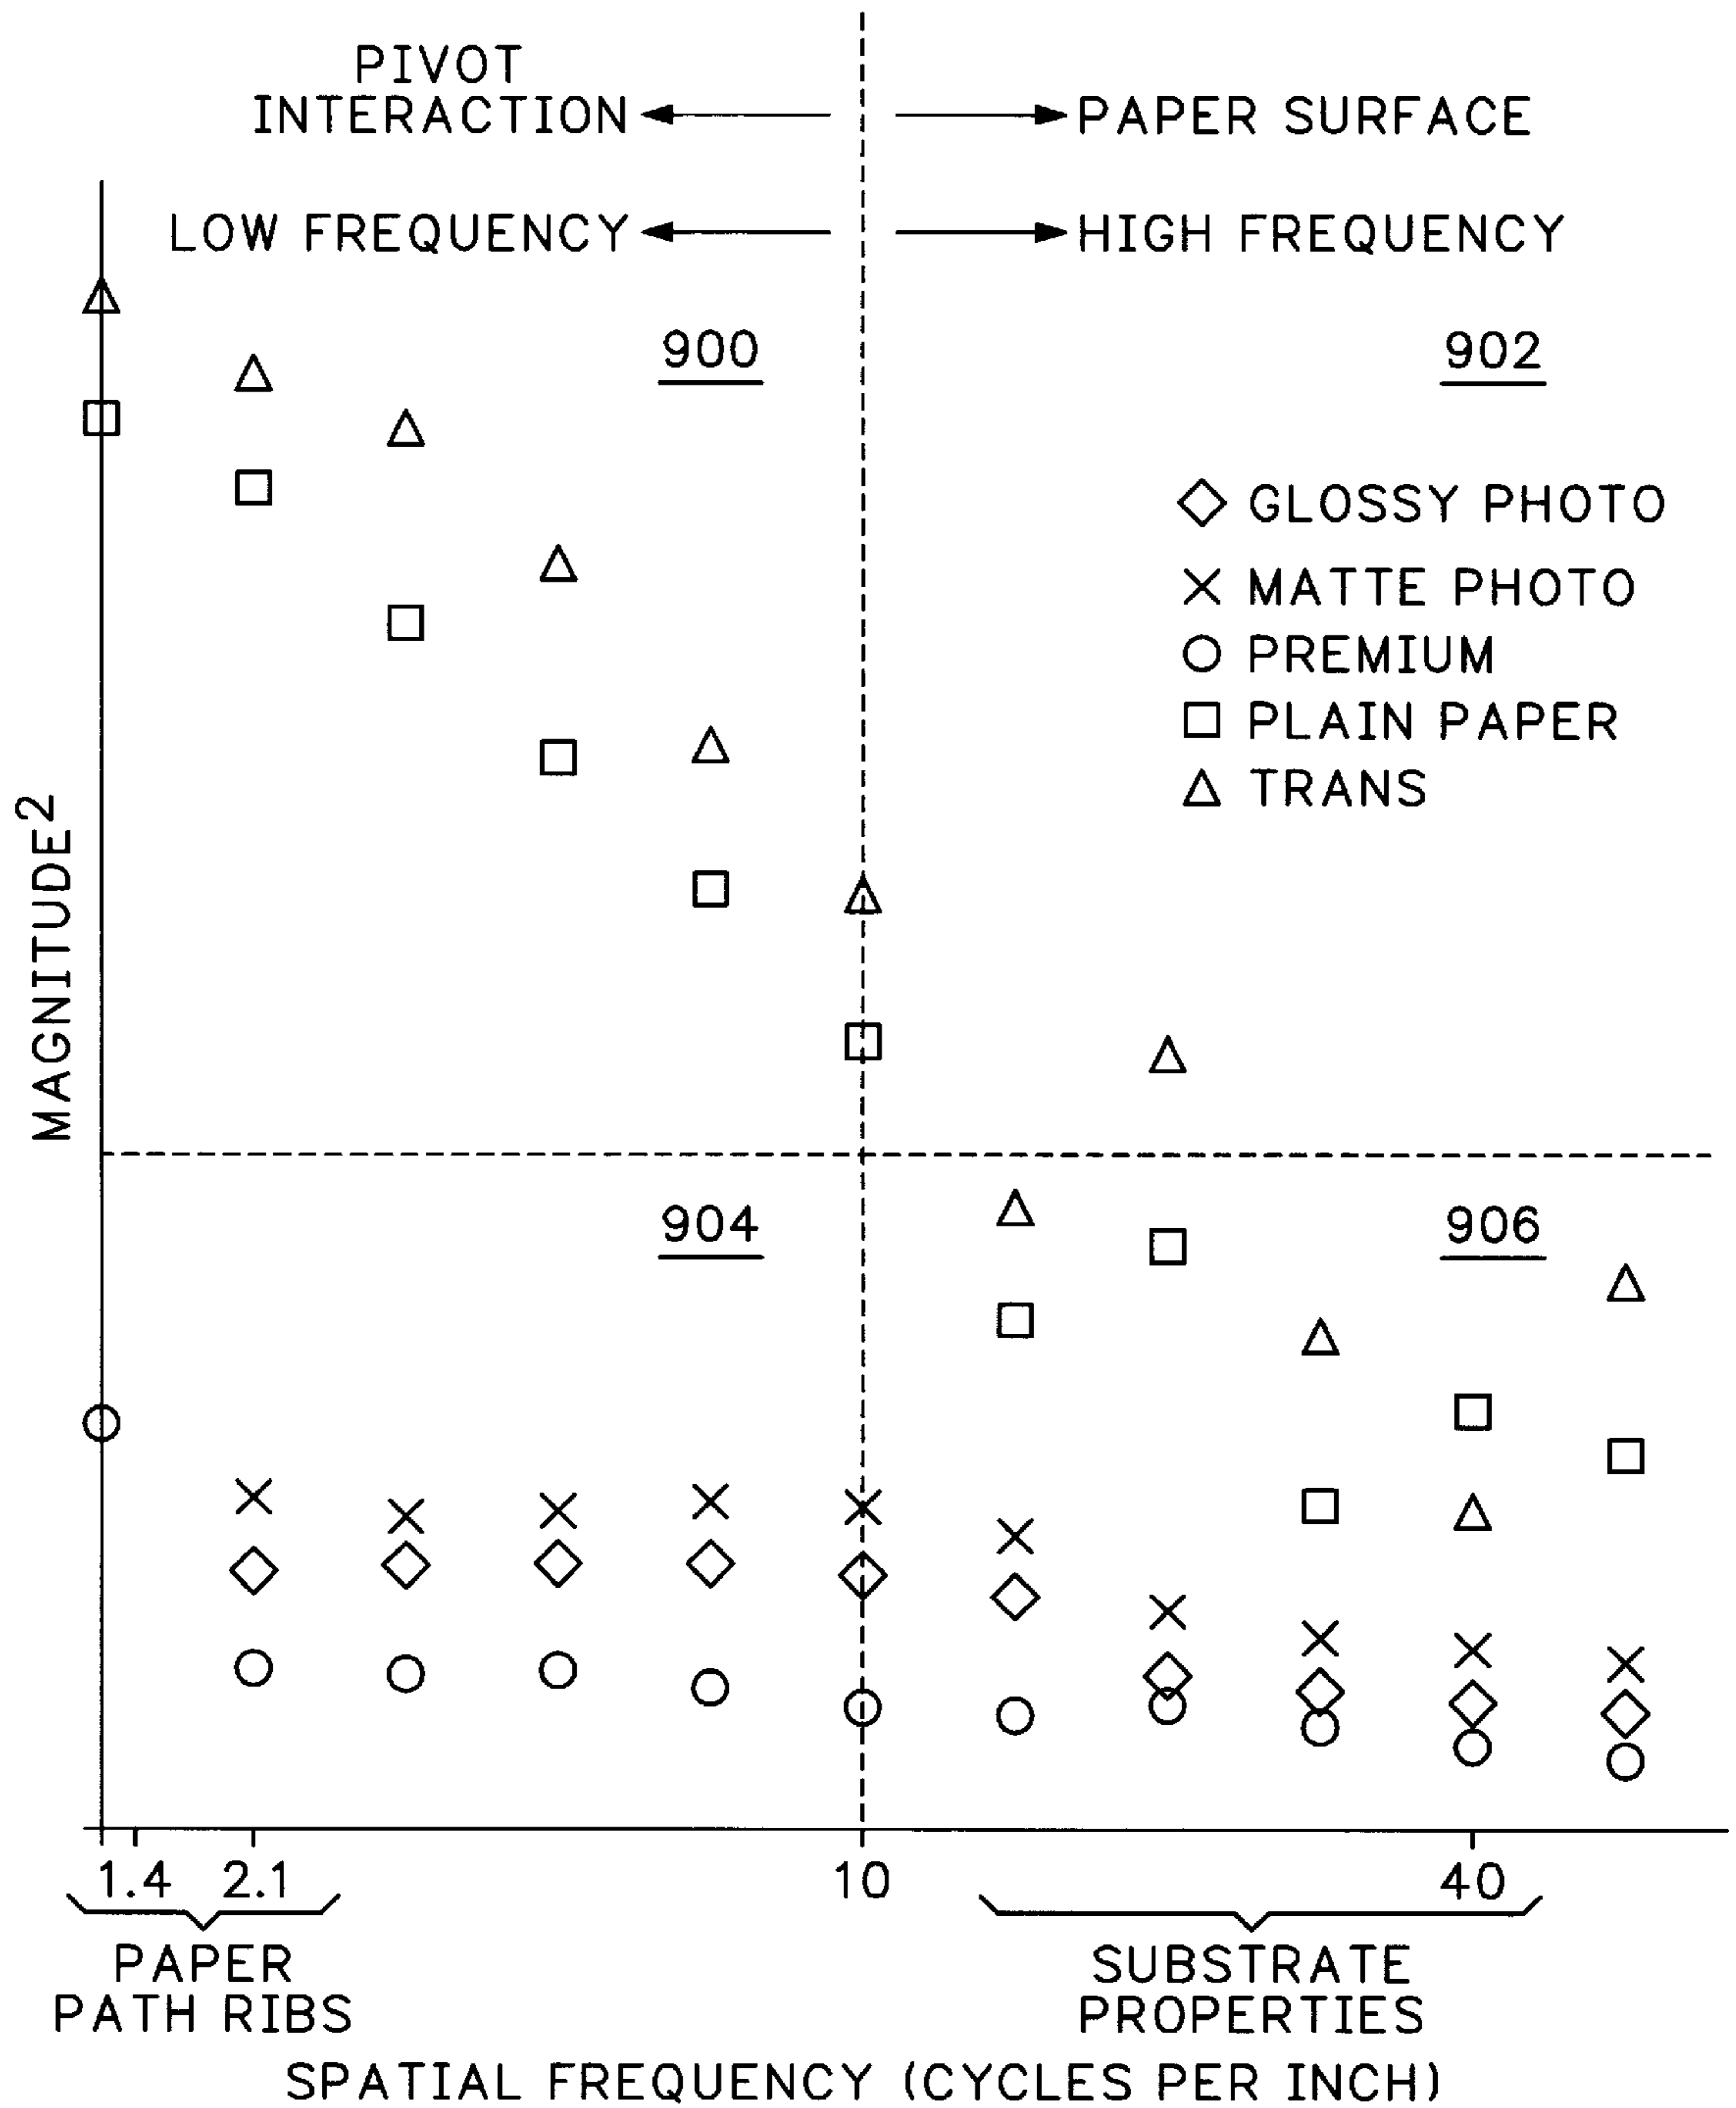 PIVOT
INTERACTION
PAPER SURFACE
LOW FREQUENCY
HIGH FREQUENCY
900
902
GLOSSY PHOTO
MATTE PHOTO
PREMIUM
PLAIN PAPER
TRANS
MAGNITUDE2
904
906
1.4
2.1
10
40
PAPER
PATH RIBS
SUBSTRATE
PROPERTIES
SPATIAL FREQUENCY (CYCLES PER INCH)